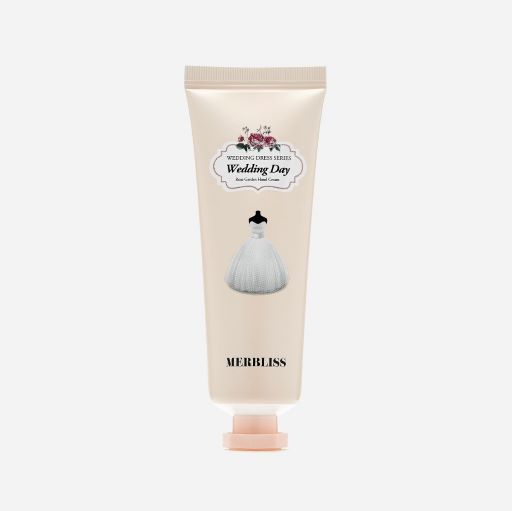 WEDDING DRESS SERIES
Wedding Day
Rose Garden Hand Cream
MERBLISS